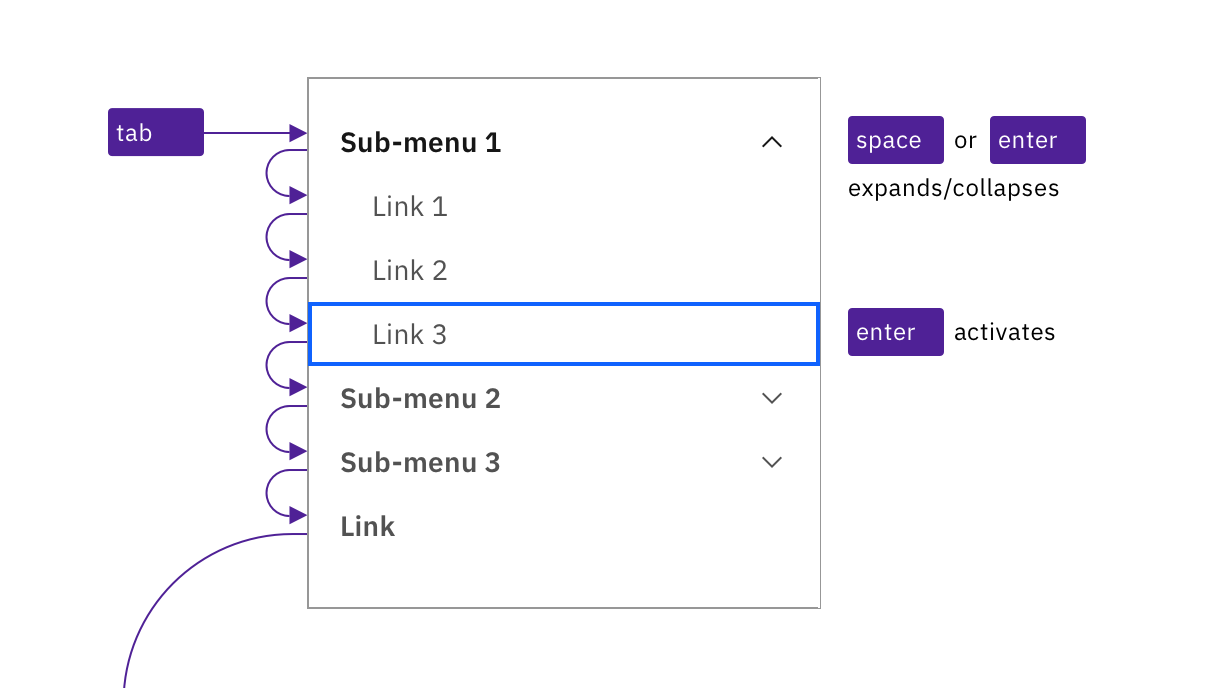 tab
Sub-menu 1
space or enter
expands/collapses
Link 1
Link 2
Link 3
enter activates
Sub-menu 2
Sub-menu 3
Link